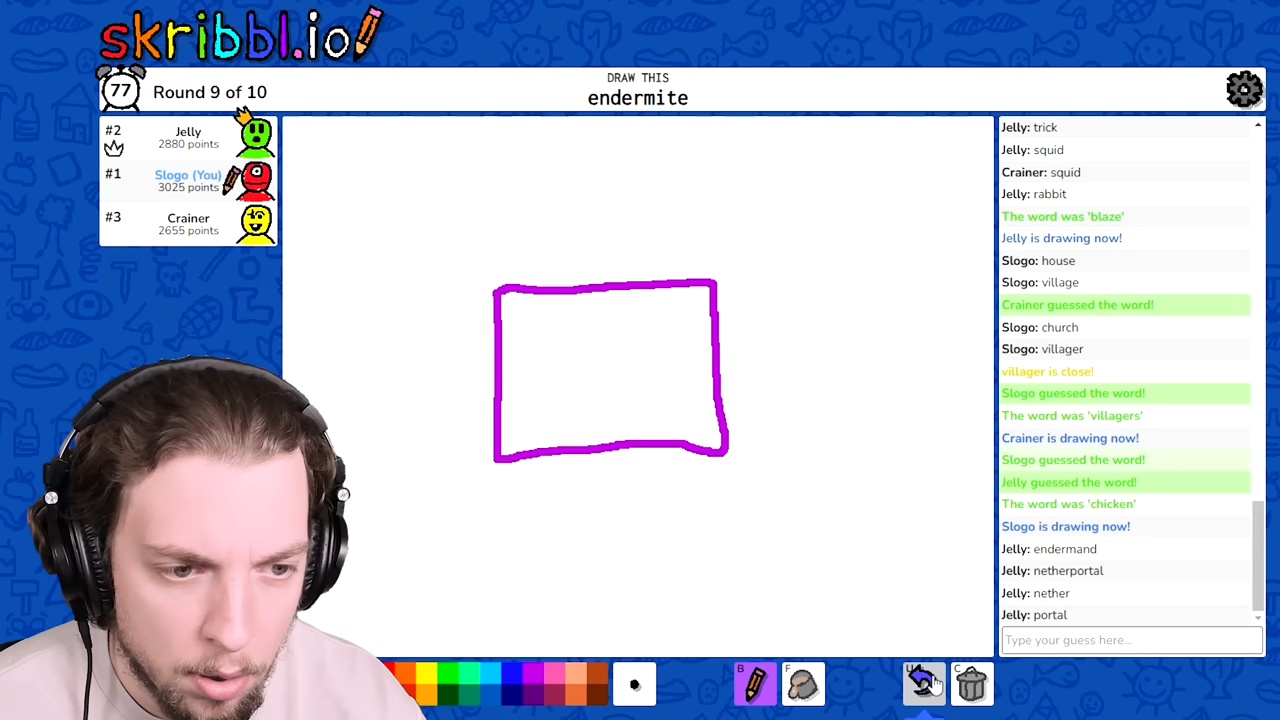 skribbl.io
77
Round 9 of 10
DRAW THIS
endermite
#2
Jelly
2880 points
#1
Slogo (You)
3025 points
#3
Crainer
2655 points
Jelly: trick
Jelly: squid
Crainer: squid
Jelly: rabbit
The word was 'blaze'
Jelly is drawing now!
Slogo: house
Slogo: village
Crainer guessed the word!
Slogo: church
Slogo: villager
villager is close!
Slogo guessed the word!
The word was 'villagers'
Crainer is drawing now!
Slogo guessed the word!
Jelly guessed the word!
The word was 'chicken'
Slogo is drawing now!
Jelly: endermand
Jelly: netherportal
Jelly: nether
Jelly: portal
Type your guess here...
B
F
U
C